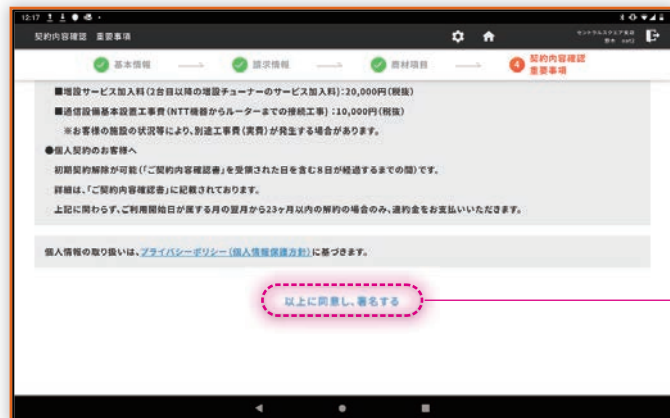 12:17
契約内容確認 重要事項
基本情報
請求情報
商材項目
4 契約内容確認
重要事項
■増設サービス加入料(2台目以降の増設チューナーのサービス加入料):20,000円(税抜)
■通信設備基本設置工事費(NTT機器からルーターまでの接続工事):10,000円(税抜)
※お客様の施設の状況等により、別途工事費(実費)が発生する場合があります。
●個人契約のお客様へ
初期契約解除が可能(「ご契約内容確認書」を受領された日を含む8日が経過するまでの間)です。
詳細は、「ご契約内容確認書」に記載されております。
上記に関わらず、ご利用開始日が属する月の翌月から23ヶ月以内の解約の場合のみ、違約金をお支払いいただきます。
個人情報の取り扱いは、プライバシーポリシー(個人情報保護方針)に基づきます。
以上に同意し、署名する